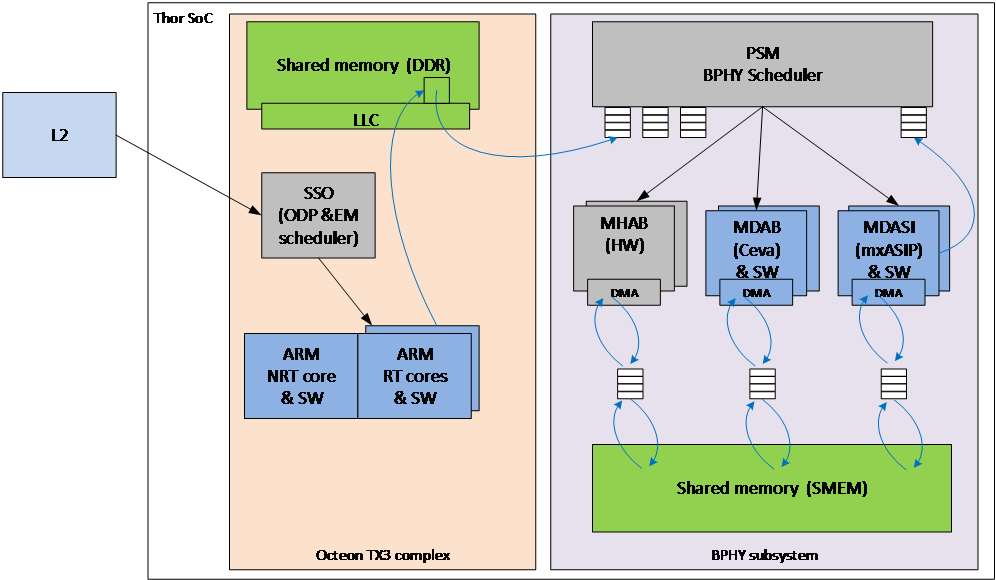 Thor SoC
L2
Shared memory (DDR)
LLC
SSO
(ODP &EM
scheduler)
ARM
NRT core
& SW
ARM
RT cores
& SW
Octeon TX3 complex
PSM
BPHY Scheduler
MHAB
(HW)
DMA
MDAB
(Ceva)
& SW
DMA
MDASI
(mxASIP)
& SW
DMA
Shared memory (SMEM)
BPHY subsystem